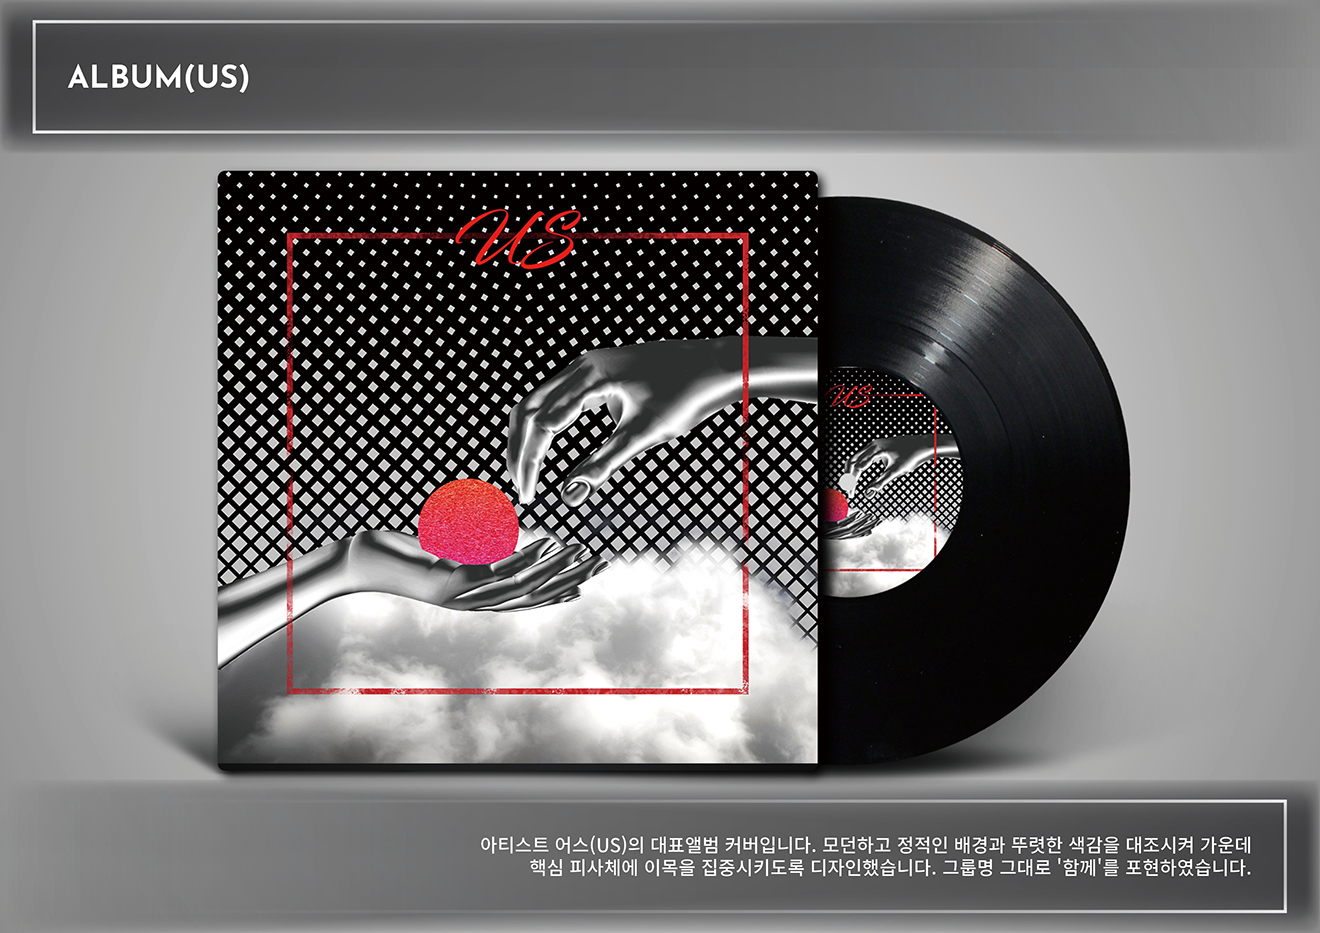 ALBUM(US)
US
US
아티스트 어스(US)의 대표앨범 커버입니다. 모던하고 정적인 배경과 뚜렷한 색감을 대조시켜 가운데
핵심 피사체에 이목을 집중시키도록 디자인했습니다. 그룹명 그대로 '함께'를 포현하였습니다.